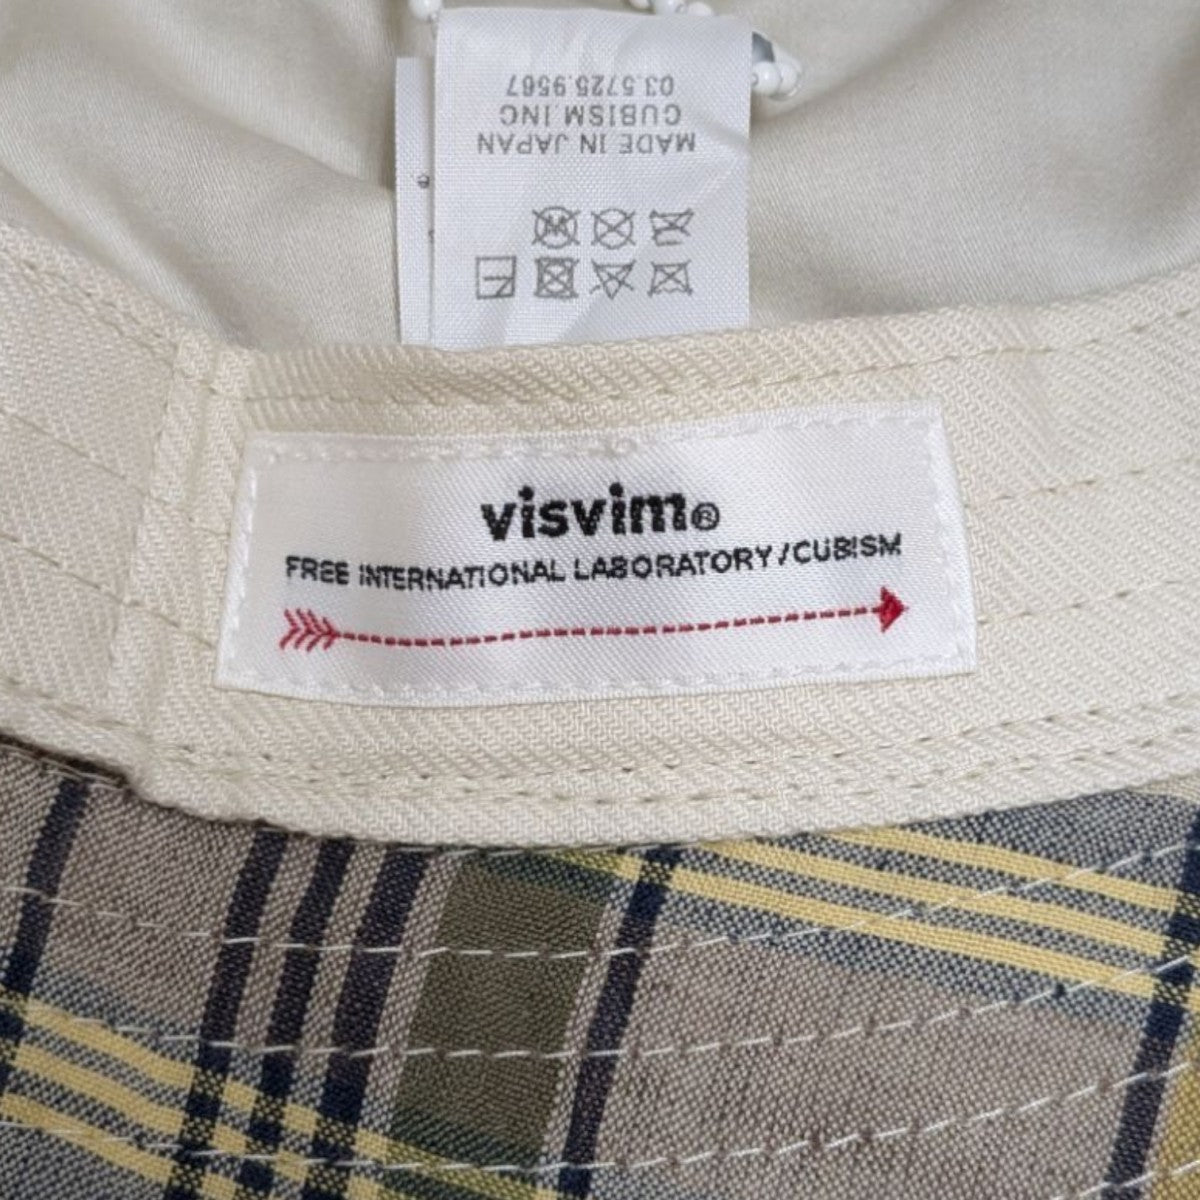 MADE IN JAPAN
CUBISM.INC
03.5725.9567
visvim®
FREE INTERNATIONAL LABORATORY/CUBISM